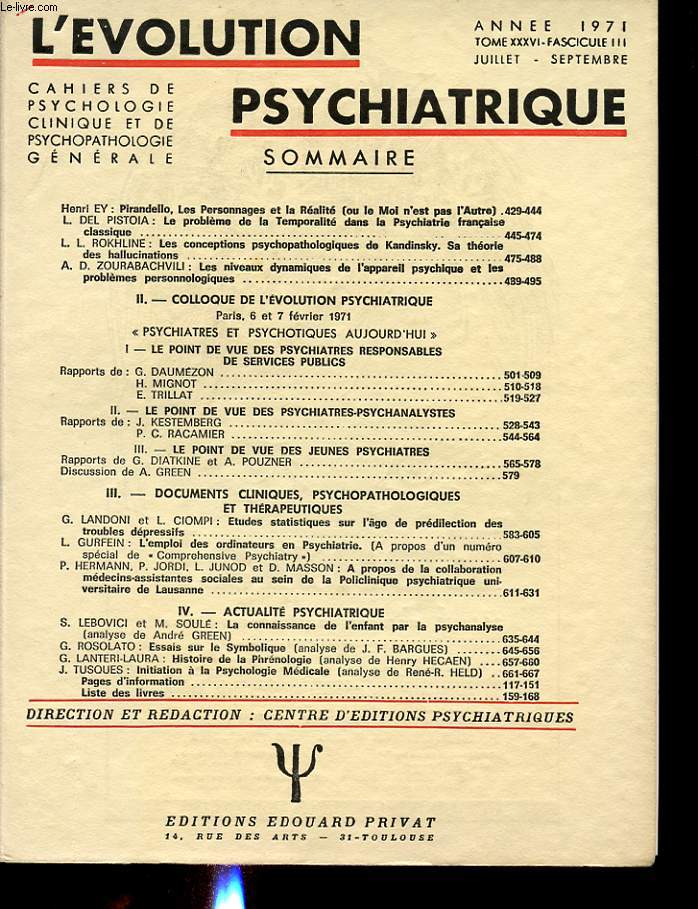 Le-livre.com
L'EVOLUTION
PSYCHIATRIQUE
ANNEE 1971
TOME XXXVI-FASCICULE III
JUILLET - SEPTEMBRE
CAHIERS DE
PSYCHOLOGIE
CLINIQUE ET DE
PSYCHOPATHOLOGIE
GÉNÉRALE
SOMMAIRE
Henri EY : Pirandello, Les Personnages et la Réalité (ou le Moi n'est pas l'Autre) .429-444
L. DEL PISTOIA : Le problème de la Temporalité dans la Psychiatrie française
classique ..... 445-474
L. L. ROKHLINE : Les conceptions psychopathologiques de Kandinsky. Sa théorie
des hallucinations ..... 475-488
A. D. ZOURABACHVILI : Les niveaux dynamiques de l'appareil psychique et les
problèmes personnologiques ..... 489-495
II. — COLLOQUE DE L'ÉVOLUTION PSYCHIATRIQUE
Paris, 6 et 7 février 1971
« PSYCHIATRES ET PSYCHOTIQUES AUJOURD'HUI »
I — LE POINT DE VUE DES PSYCHIATRES RESPONSABLES
DE SERVICES PUBLICS
Rapports de : G. DAUMÉZON ..... 501-509
H. MIGNOT ..... 510-518
E. TRILLAT ..... 519-527
II. — LE POINT DE VUE DES PSYCHIATRES-PSYCHANALYSTES
Rapports de : J. KESTEMBERG ..... 528-543
P. C. RACAMIER ..... 544-564
III. — LE POINT DE VUE DES JEUNES PSYCHIATRES
Rapports de G. DIATKINE et A. POUZNER ..... 565-578
Discussion de A. GREEN ..... 579
III. — DOCUMENTS CLINIQUES, PSYCHOPATHOLOGIQUES
ET THÉRAPEUTIQUES
G. LANDONI et L. CIOMPI : Etudes statistiques sur l'âge de prédilection des
troubles dépressifs ..... 583-605
L. GURFEIN : L'emploi des ordinateurs en Psychiatrie. (A propos d'un numéro
spécial de « Comprehensive Psychiatry ») ..... 607-610
P. HERMANN, P. JORDI, L. JUNOD et D. MASSON : A propos de la collaboration
médecins-assistantes sociales au sein de la Policlinique psychiatrique uni-
versitaire de Lausanne ..... 611-631
IV. — ACTUALITÉ PSYCHIATRIQUE
S. LEBOVICI et M. SOULÉ : La connaissance de l'enfant par la psychanalyse
(analyse de André GREEN) ..... 635-644
G. ROSOLATO : Essais sur le Symbolique (analyse de J. F. BARGUES) ..... 645-656
G. LANTERI-LAURA : Histoire de la Phrénologie (analyse de Henry HECAEN) .... 657-660
J. TUSQUES : Initiation à la Psychologie Médicale (analyse de René-R. HELD) .. 661-667
Pages d'information ..... 117-151
Liste des livres ..... 159-168
DIRECTION ET REDACTION : CENTRE D'EDITIONS PSYCHIATRIQUES
EDITIONS EDOUARD PRIVAT
14, RUE DES ARTS — 31-TOULOUSE